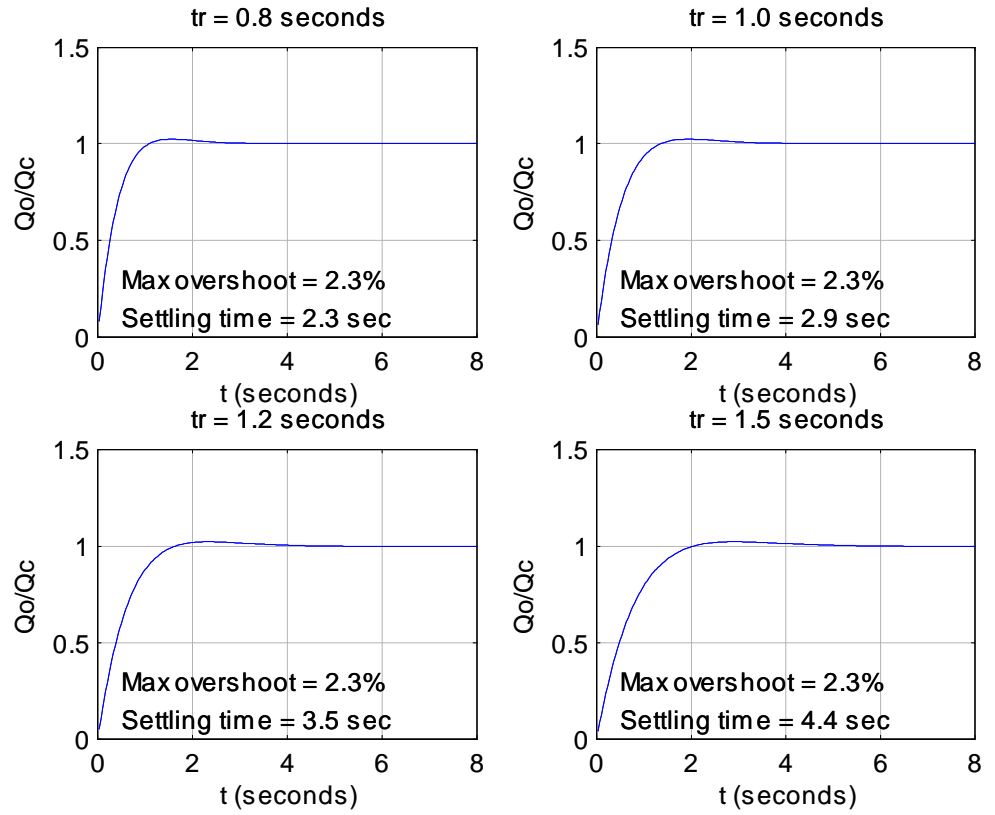 tr = 0.8 seconds
1.5
1
0.5
0
Qo/Qc
Max overshoot = 2.3%
Settling time = 2.3 sec
0 2 4 6 8
t (seconds)
tr = 1.0 seconds
1.5
1
0.5
0
Qo/Qc
Max overshoot = 2.3%
Settling time = 2.9 sec
0 2 4 6 8
t (seconds)
tr = 1.2 seconds
1.5
1
0.5
0
Qo/Qc
Max overshoot = 2.3%
Settling time = 3.5 sec
0 2 4 6 8
t (seconds)
tr = 1.5 seconds
1.5
1
0.5
0
Qo/Qc
Max overshoot = 2.3%
Settling time = 4.4 sec
0 2 4 6 8
t (seconds)